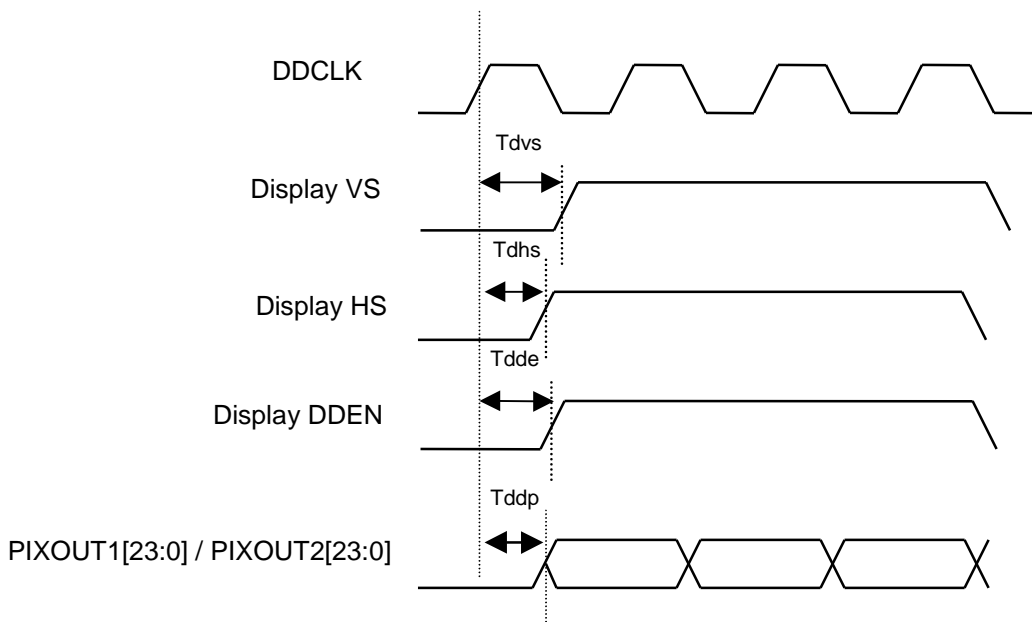 DDCLK
Tdvs
Display VS
Tdhs
Display HS
Tdde
Display DDEN
Tddp
PIXOUT1[23:0] / PIXOUT2[23:0]